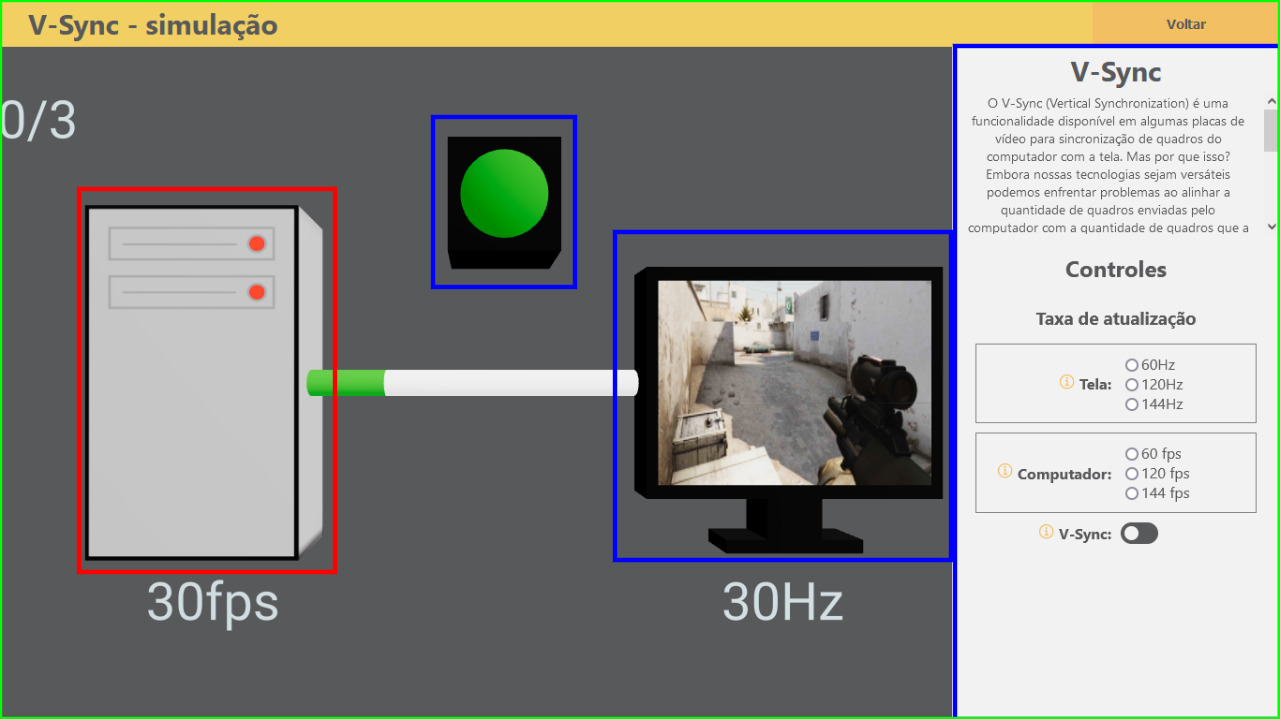 V-Sync - simulação
Voltar
0/3
30fps
30Hz
V-Sync
O V-Sync (Vertical Synchronization) é uma
funcionalidade disponível em algumas placas de
vídeo para sincronização de quadros do
computador com a tela. Mas por que isso?
Embora nossas tecnologias sejam versáteis
podemos enfrentar problemas ao alinhar a
quantidade de quadros enviadas pelo
computador com a quantidade de quadros que a
Controles
Taxa de atualização
Tela:
60Hz
120Hz
144Hz
Computador:
60 fps
120 fps
144 fps
V-Sync: